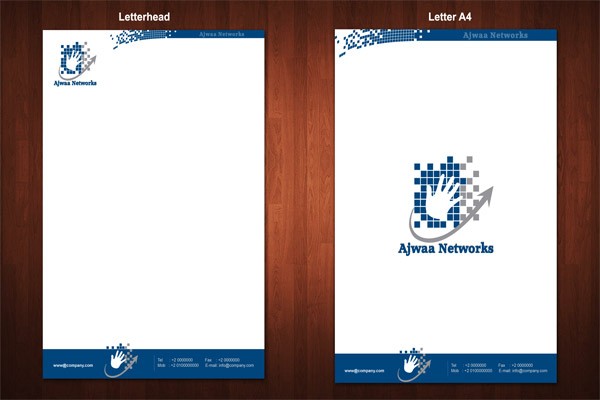 Letterhead
Ajwaa Networks
Ajwaa Networks
www@company.com
Tel : +2 0000000 Fax : +2 0000000
Mob : +2 0100000000 E-mail: info@company.com
Letter A4
Ajwaa Networks
Ajwaa Networks
www@company.com
Tel : +2 0000000 Fax : +2 0000000
Mob : +2 0100000000 E-mail: info@company.com